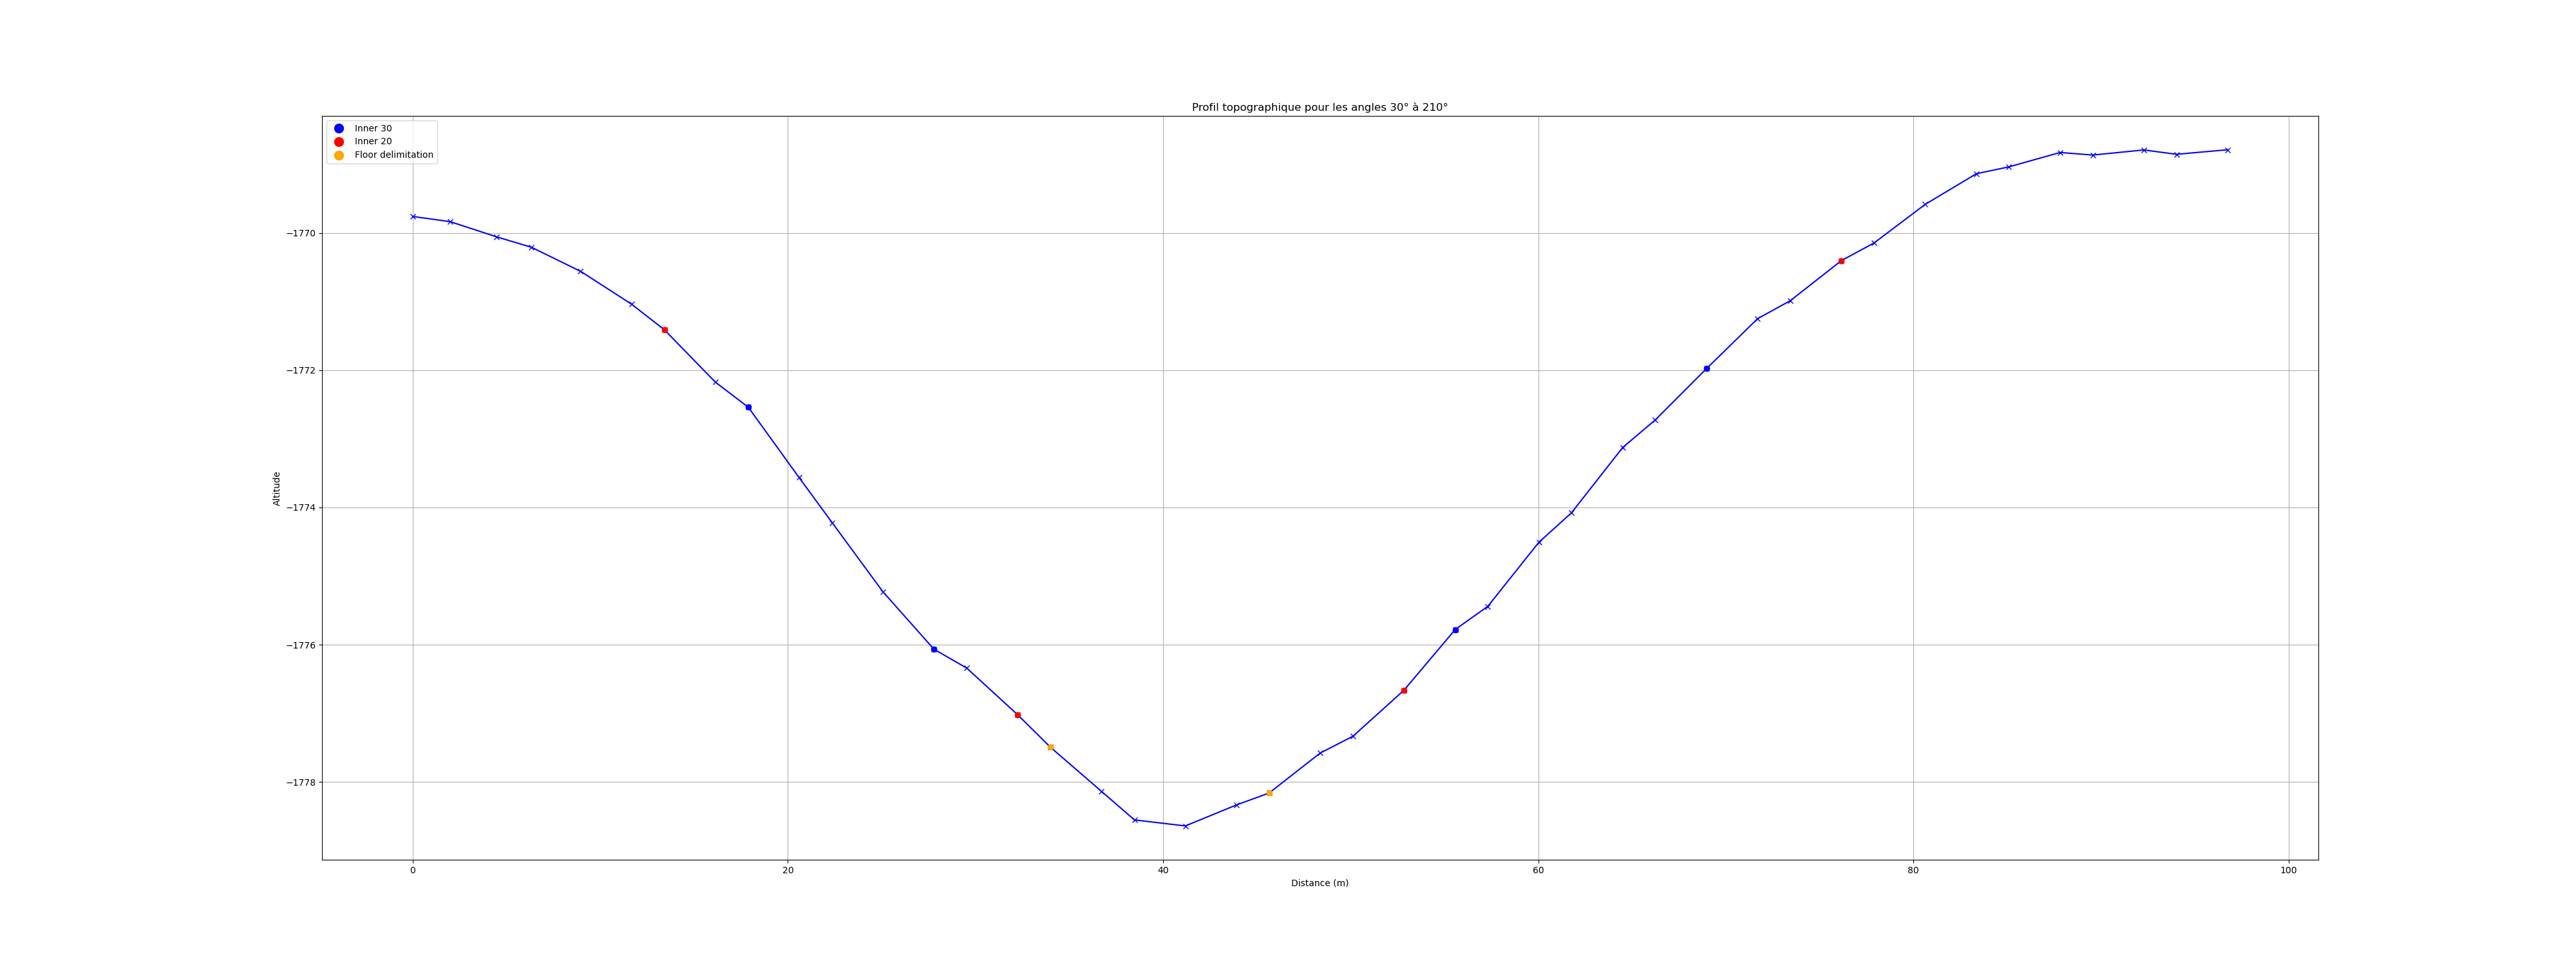 Profil topographique pour les angles 30° à 210°
Inner 30
Inner 20
Floor delimitation
−1770
−1772
−1774
−1776
−1778
Altitude
0
20
40
60
80
100
Distance (m)